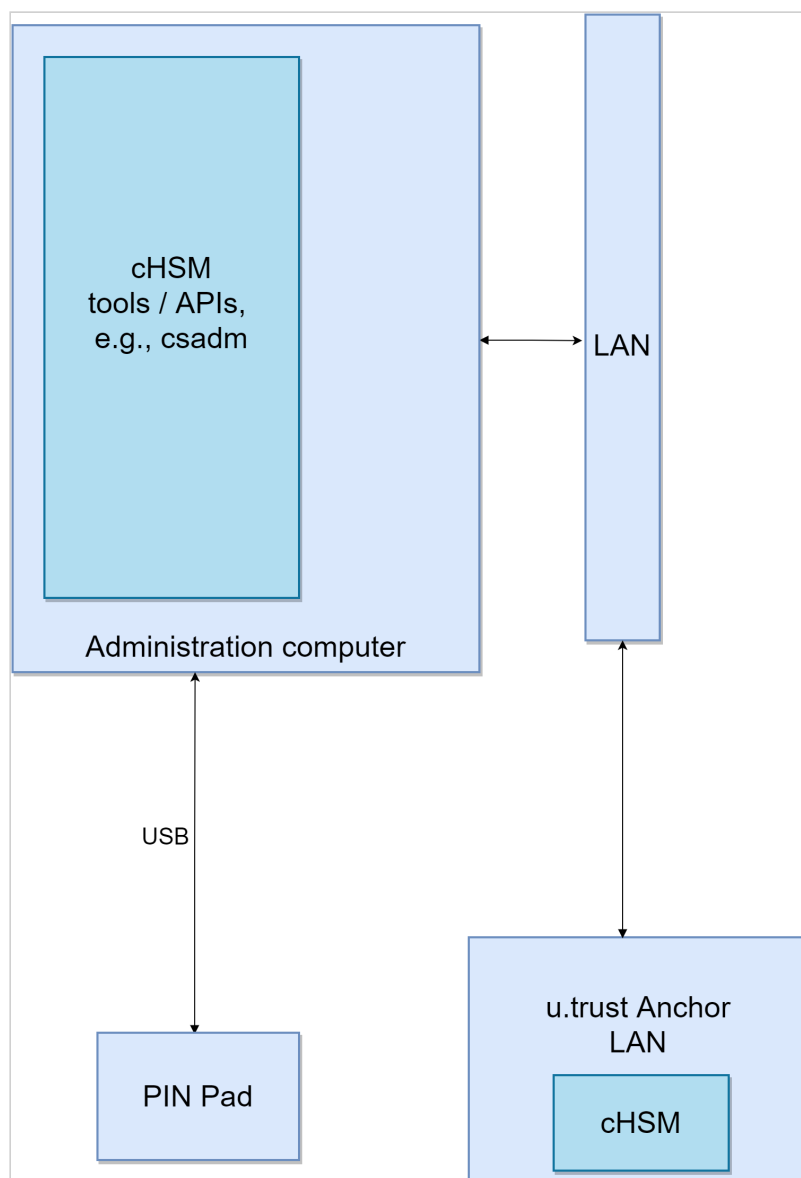 cHSM
tools / APIs,
e.g., csadm
LAN
Administration computer
USB
u.trust Anchor
LAN
PIN Pad
cHSM